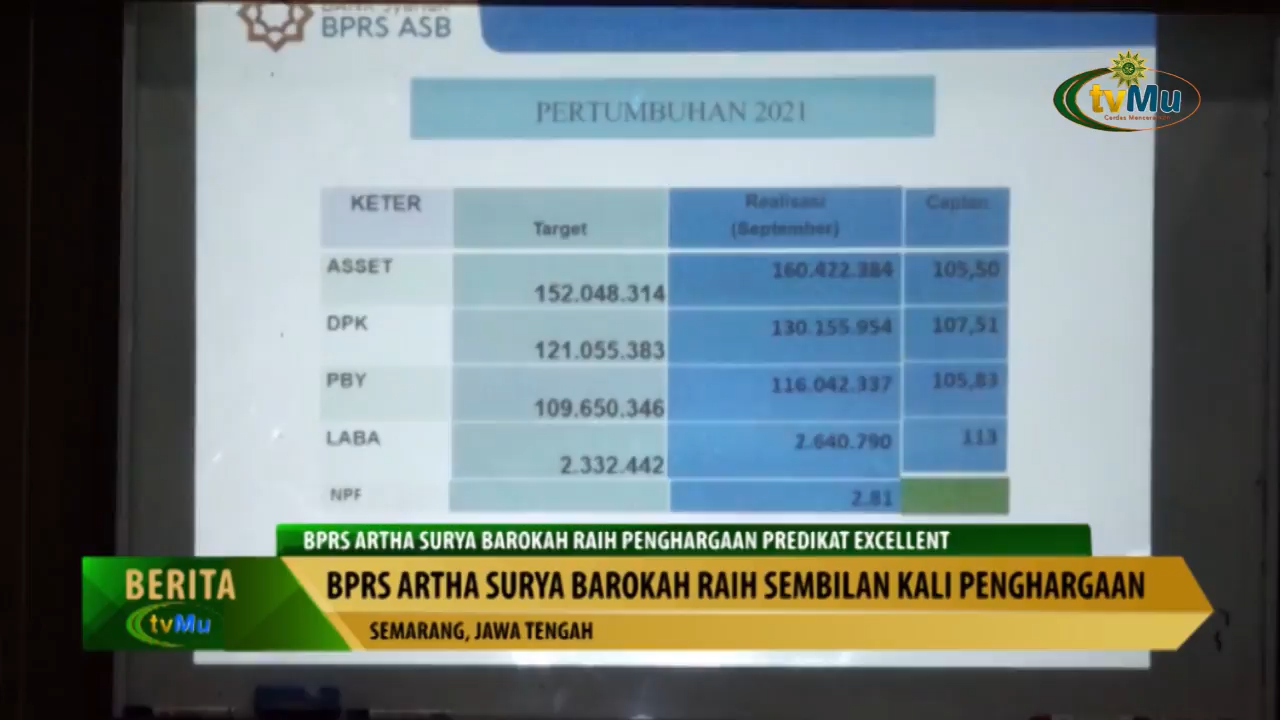 BANK Syariah
BPRS ASB
tvMu
PERTUMBUHAN 2021
KETER Target Realisasi (September) Capian
ASSET 152.048.314 160.422.384 105,50
DPK 121.055.383 130.155.954 107,51
PBY 109.650.346 116.042.337 105,83
LABA 2.332.442 2.640.790 113
NPF 2.81
BPRS ARTHA SURYA BAROKAH RAIH PENGHARGAAN PREDIKAT EXCELLENT
BERITA
tvMu
BPRS ARTHA SURYA BAROKAH RAIH SEMBILAN KALI PENGHARGAAN
SEMARANG, JAWA TENGAH